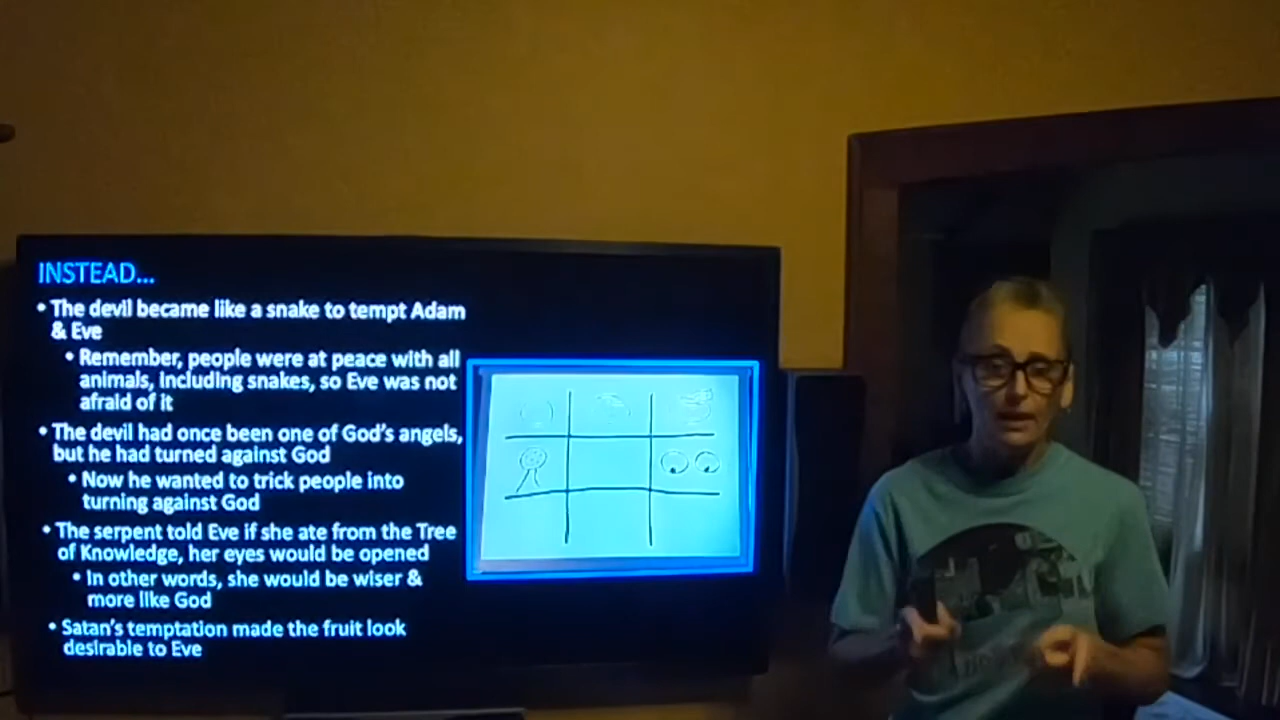 INSTEAD...
• The devil became like a snake to tempt Adam
& Eve
• Remember, people were at peace with all
animals, including snakes, so Eve was not
afraid of it
• The devil had once been one of God's angels,
but he had turned against God
• Now he wanted to trick people into
turning against God
• The serpent told Eve if she ate from the Tree
of Knowledge, her eyes would be opened
• In other words, she would be wiser &
more like God
• Satan's temptation made the fruit look
desirable to Eve